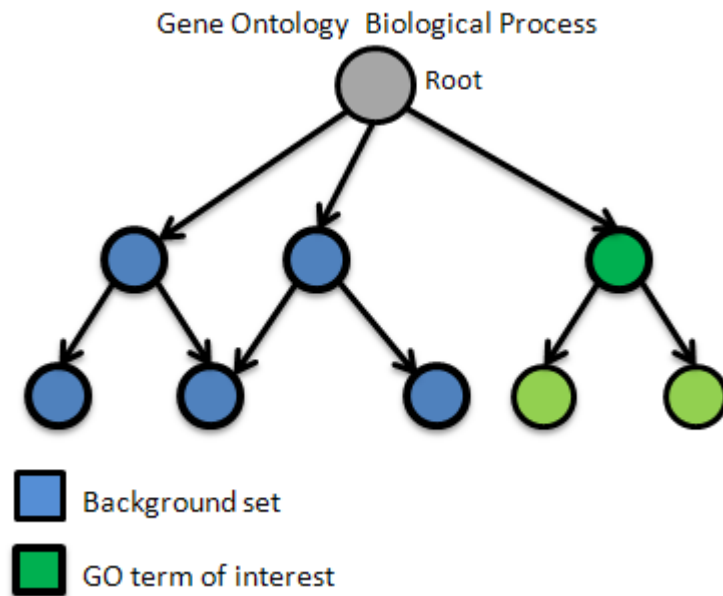 Gene Ontology Biological Process
Root
Background set
GO term of interest